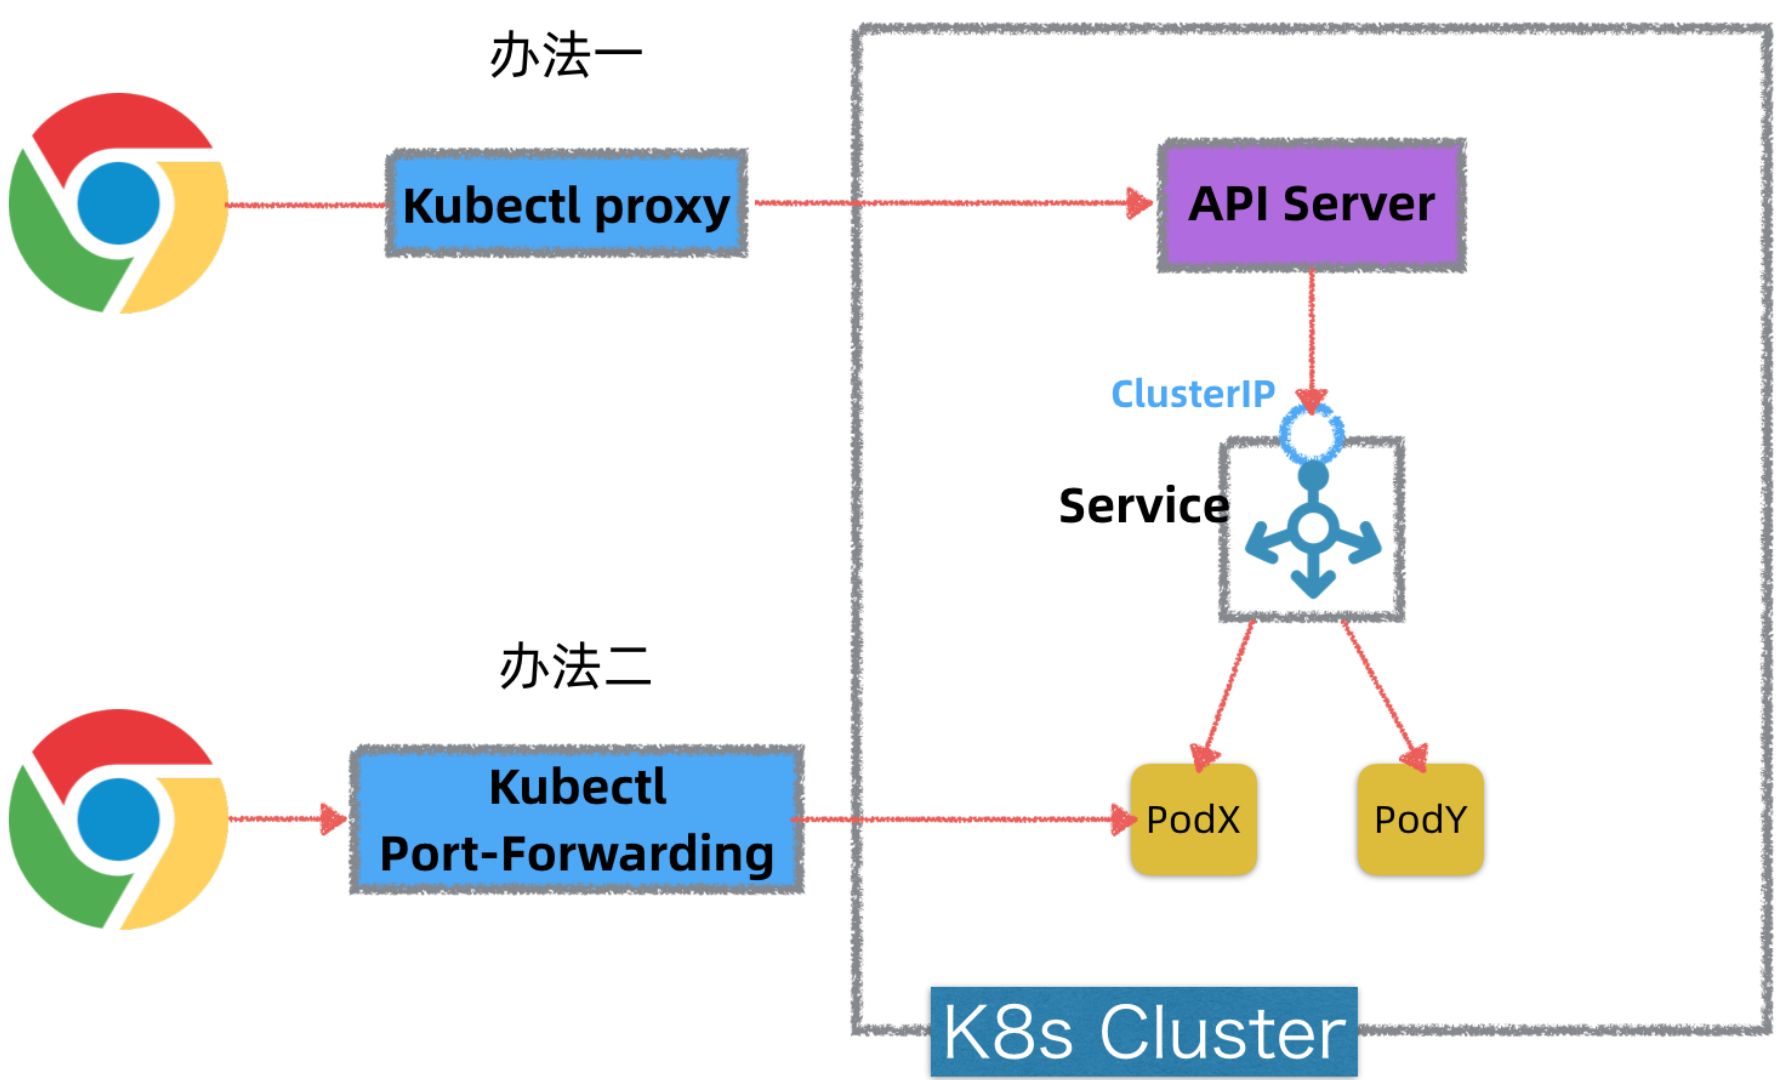 办法一
Kubectl proxy
API Server
ClusterIP
Service
办法二
Kubectl
Port-Forwarding
PodX
PodY
K8s Cluster